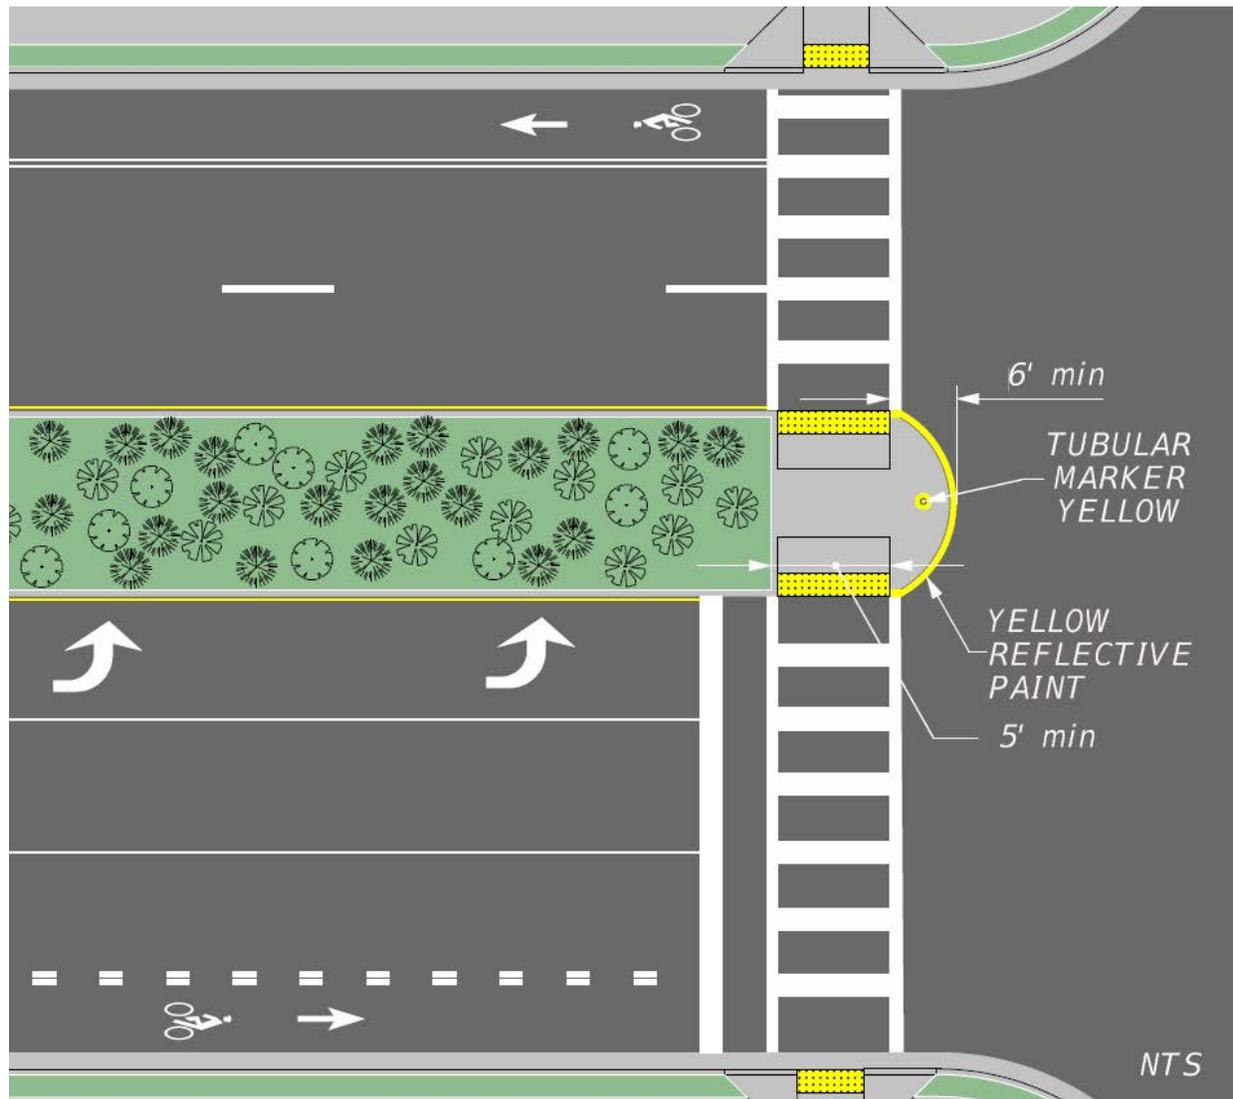 6' min
TUBULAR
MARKER
YELLOW
YELLOW
REFLECTIVE
PAINT
5' min
NTS